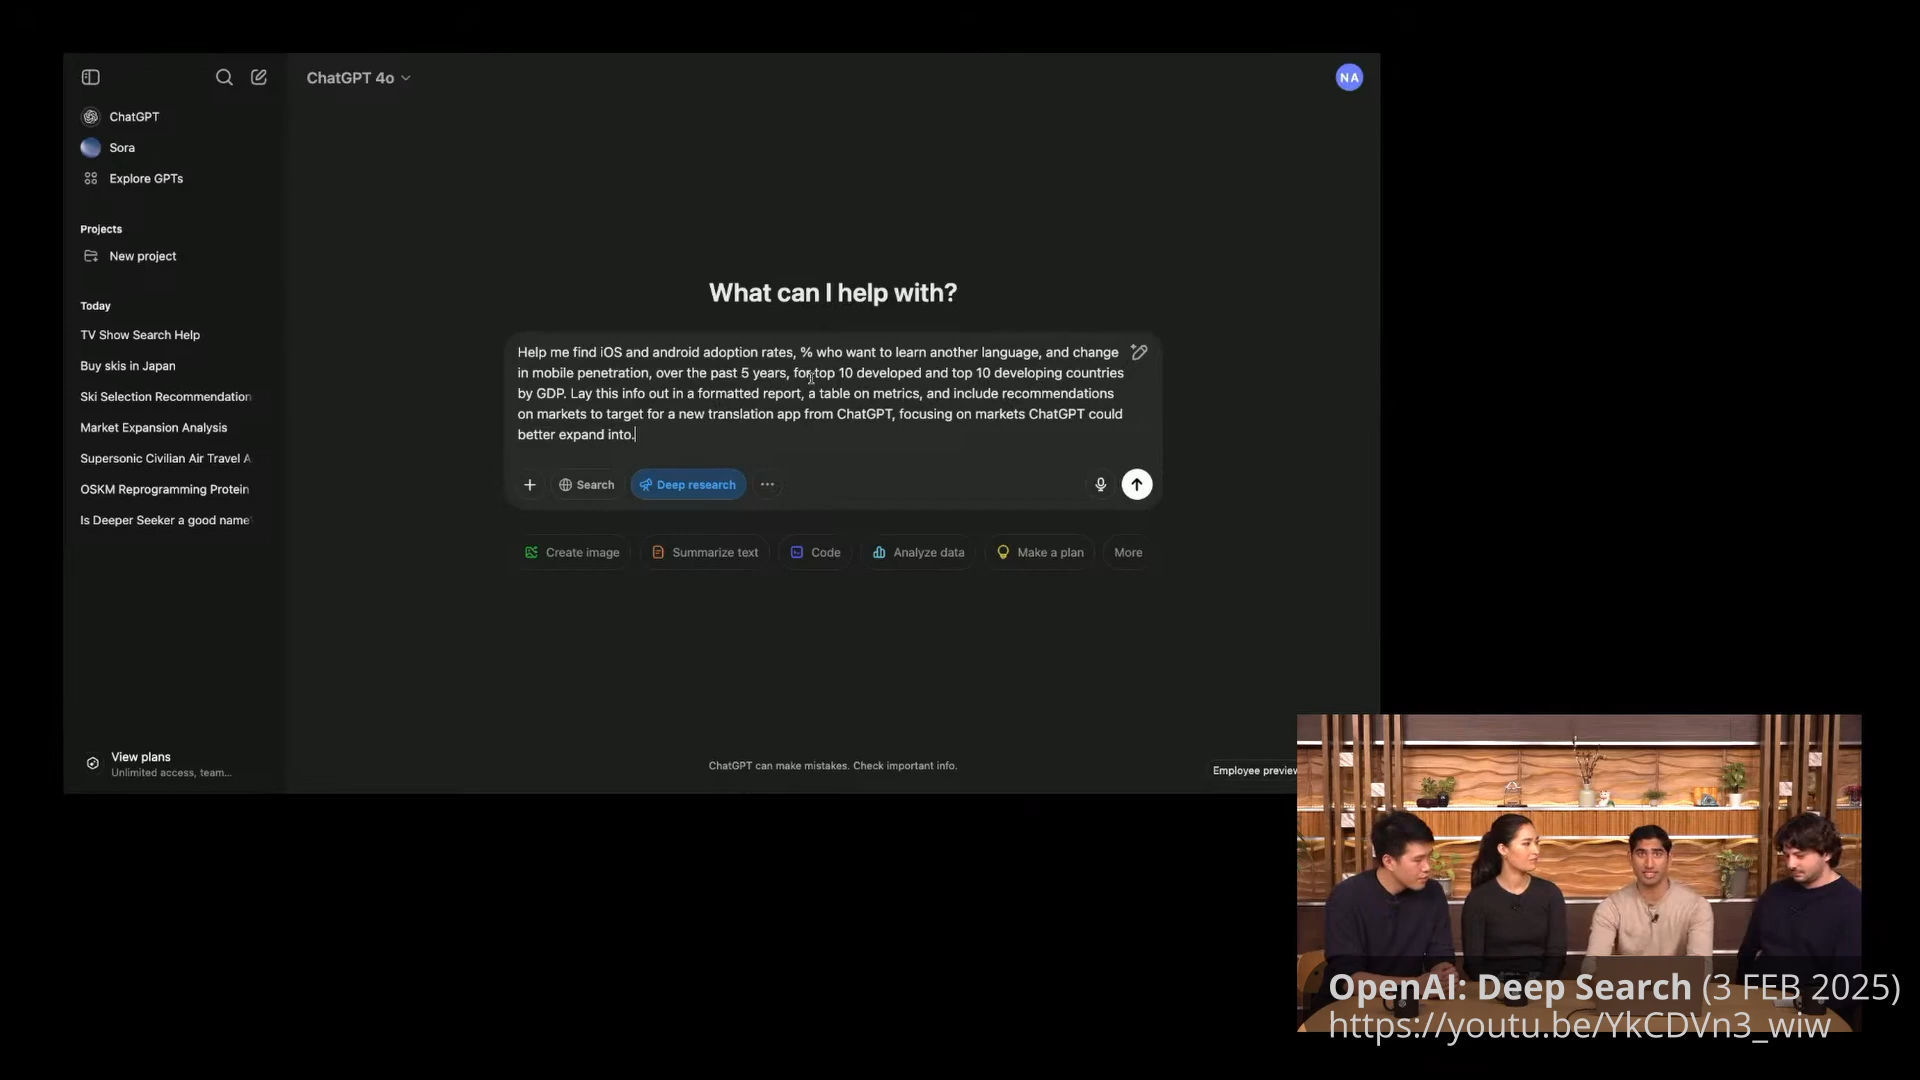 ChatGPT 4o
NA
ChatGPT
Sora
Explore GPTs
Projects
New project
Today
TV Show Search Help
Buy skis in Japan
Ski Selection Recommendation
Market Expansion Analysis
Supersonic Civilian Air Travel A
OSKM Reprogramming Protein
Is Deeper Seeker a good name
View plans
Unlimited access, team...
What can I help with?
Help me find iOS and android adoption rates, % who want to learn another language, and change
in mobile penetration, over the past 5 years, for top 10 developed and top 10 developing countries
by GDP. Lay this info out in a formatted report, a table on metrics, and include recommendations
on markets to target for a new translation app from ChatGPT, focusing on markets ChatGPT could
better expand into.
Search
Deep research
Create image
Summarize text
Code
Analyze data
Make a plan
More
ChatGPT can make mistakes. Check important info.
Employee preview
OpenAI: Deep Search (3 FEB 2025)
https://youtu.be/YkCDVn3_wiw